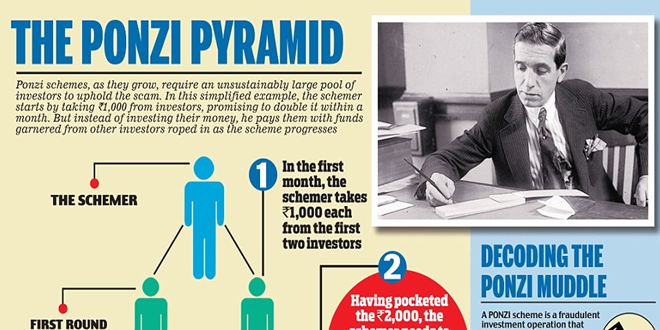 THE PONZI PYRAMID
Ponzi schemes, as they grow, require an unsustainably large pool of
investors to uphold the scam. In this simplified example, the schemer
starts by taking ₹1,000 from investors, promising to double it within a
month. But instead of investing their money, he pays them with funds
garnered from other investors roped in as the scheme progresses
THE SCHEMER
1
In the first
month, the
schemer takes
₹1,000 each
from the first
two investors
FIRST ROUND
2
Having pocketed
the ₹2,000, the
schemer needs to
DECODING THE
PONZI MUDDLE
A PONZI scheme is a fraudulent
investment operation that